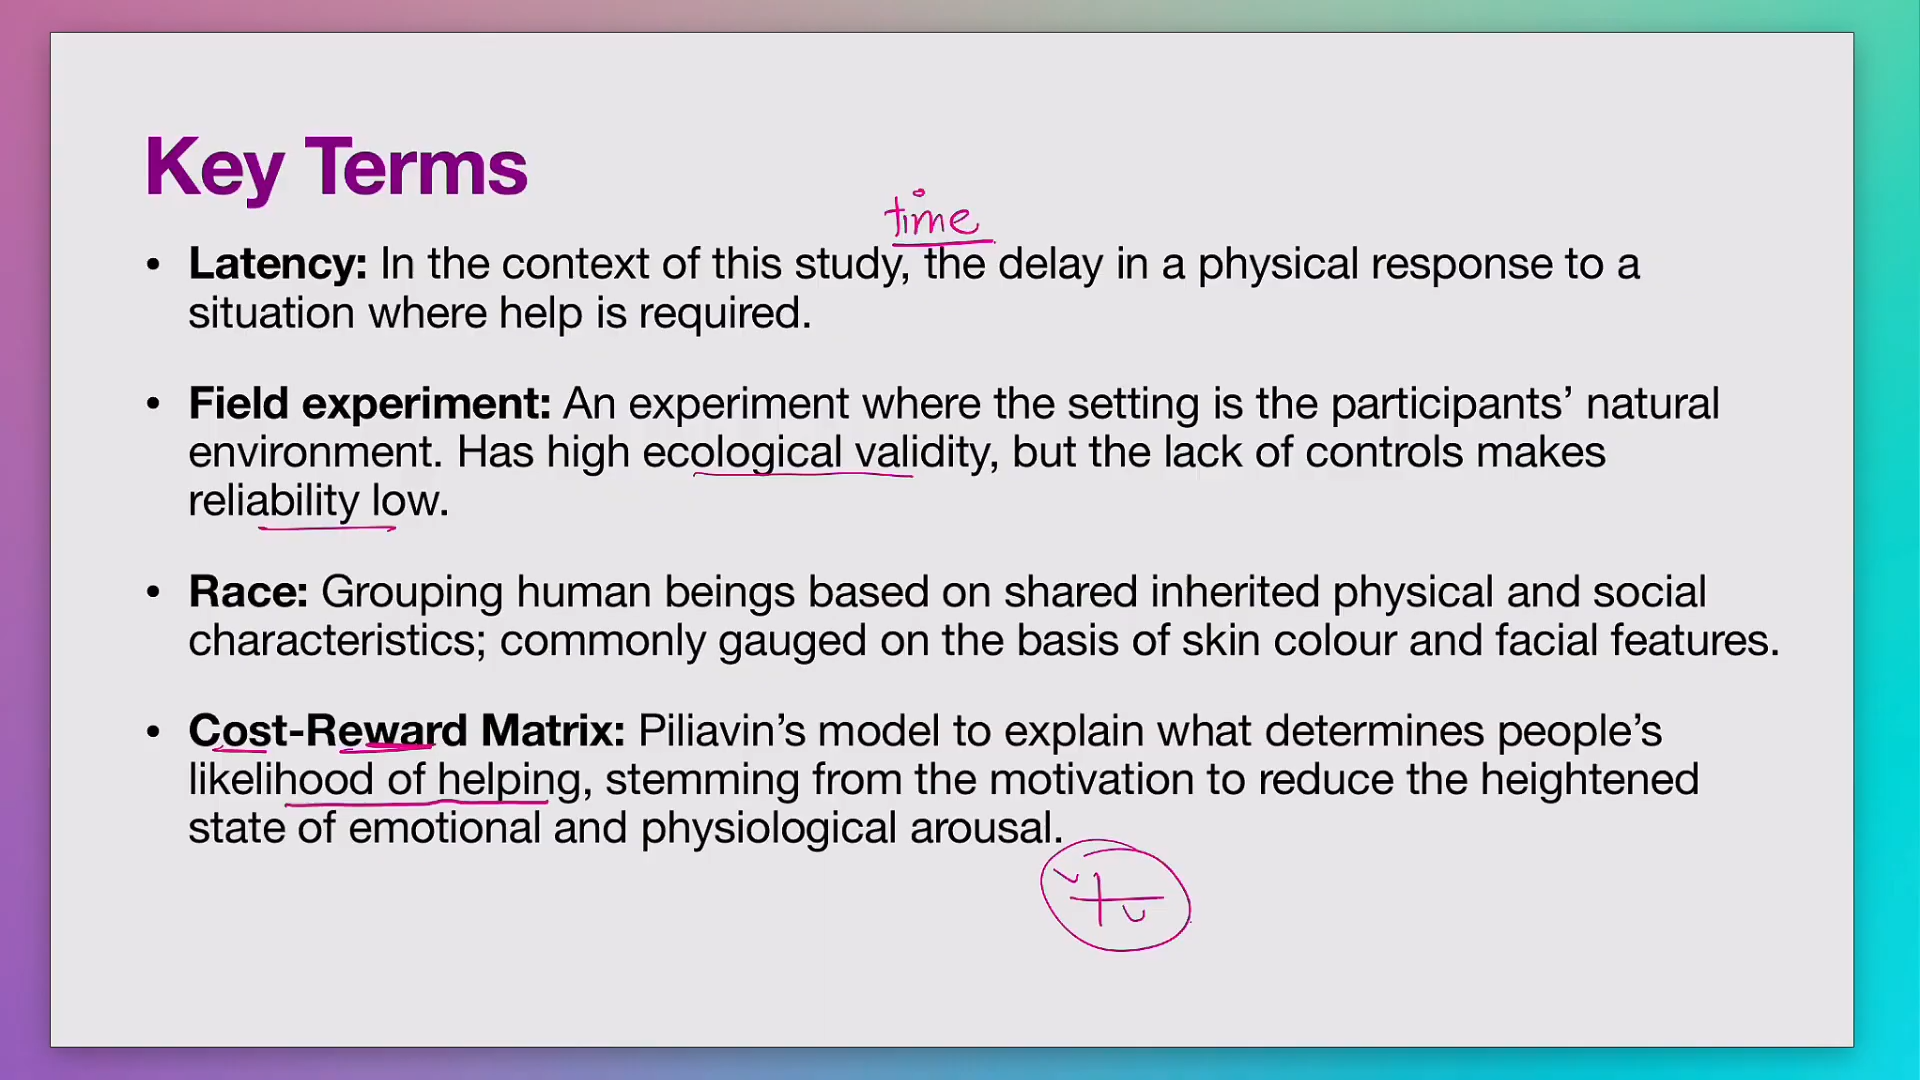 Key Terms
time
• Latency: In the context of this study, the delay in a physical response to a
situation where help is required.
• Field experiment: An experiment where the setting is the participants’ natural
environment. Has high ecological validity, but the lack of controls makes
reliability low.
• Race: Grouping human beings based on shared inherited physical and social
characteristics; commonly gauged on the basis of skin colour and facial features.
• Cost-Reward Matrix: Piliavin’s model to explain what determines people’s
likelihood of helping, stemming from the motivation to reduce the heightened
state of emotional and physiological arousal.